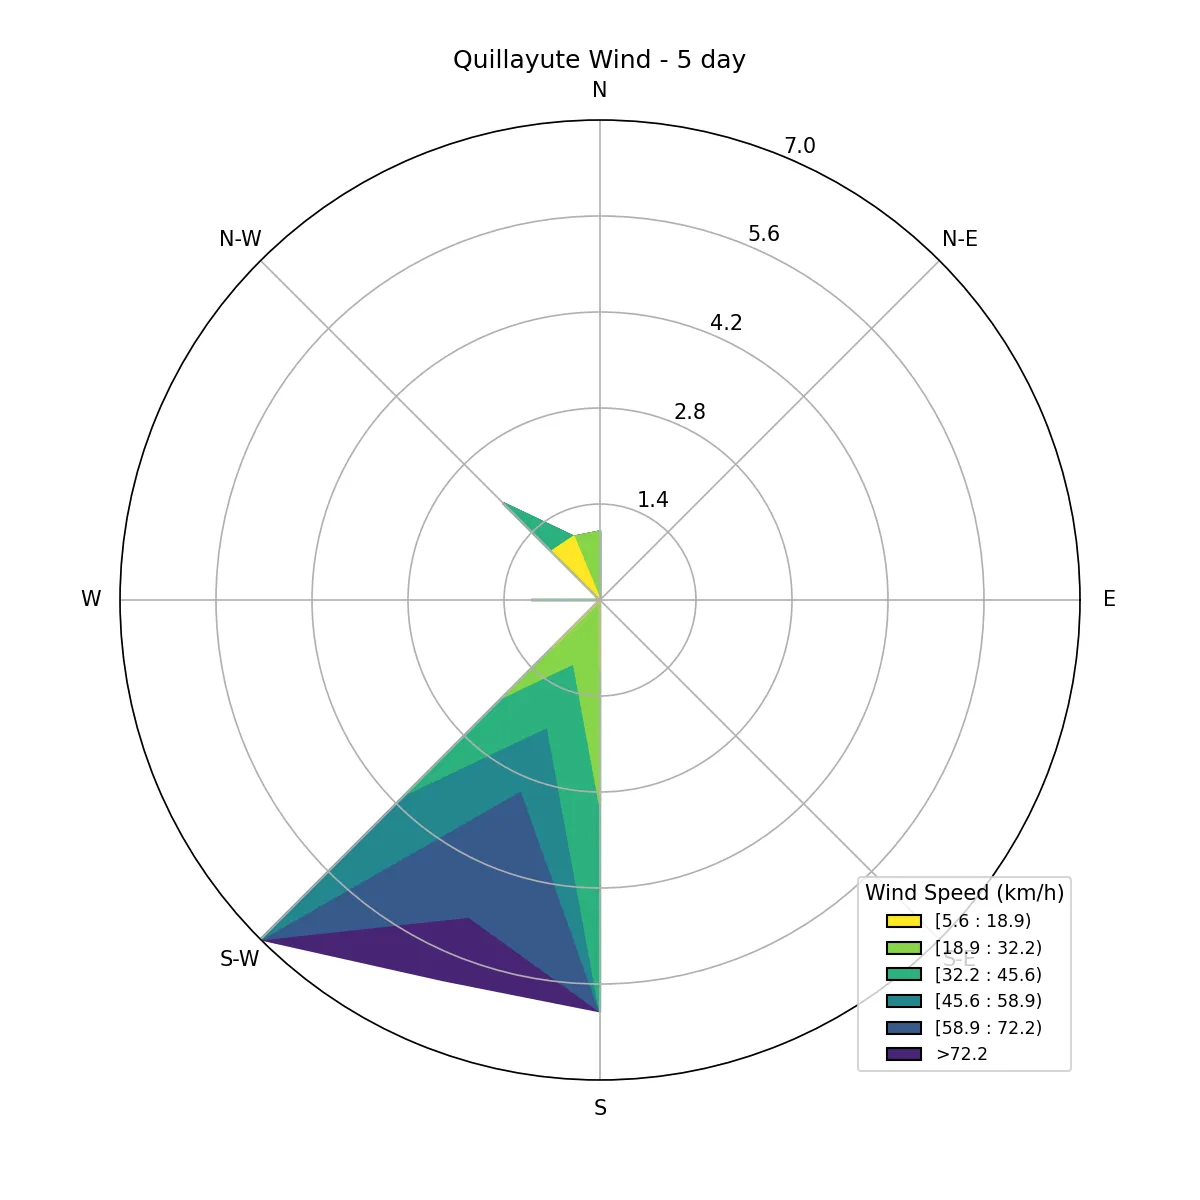 Quillayute Wind - 5 day
N
7.0
N-W
5.6
N-E
4.2
2.8
1.4
W
E
Wind Speed (km/h)
[5.6 : 18.9)
[18.9 : 32.2)
S-W
S-E
[32.2 : 45.6)
[45.6 : 58.9)
[58.9 : 72.2)
>72.2
S